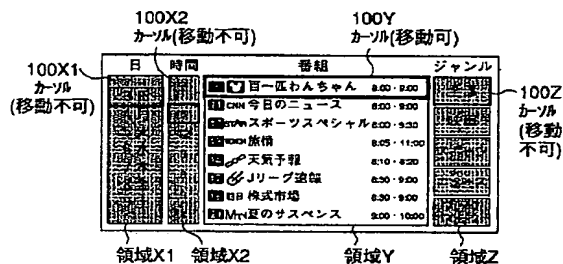 100X2
カーソル(移動不可)
100Y
カーソル(移動可)
100X1
カーソル
(移動不可)
日 時間 番組 ジャンル
百一匹わんちゃん 8:00・9:00
CNN 今日のニュース 8:00・9:00
STAR スポーツスペシャル 8:00・9:30
旅情 8:05・11:00
天気予報 8:10・8:20
Jリーグ速報 8:30・9:00
株式市場 8:30・9:00
夏のサスペンス 9:00・10:00
100Z
カーソル
(移動
不可)
領域X1 領域X2 領域Y 領域Z